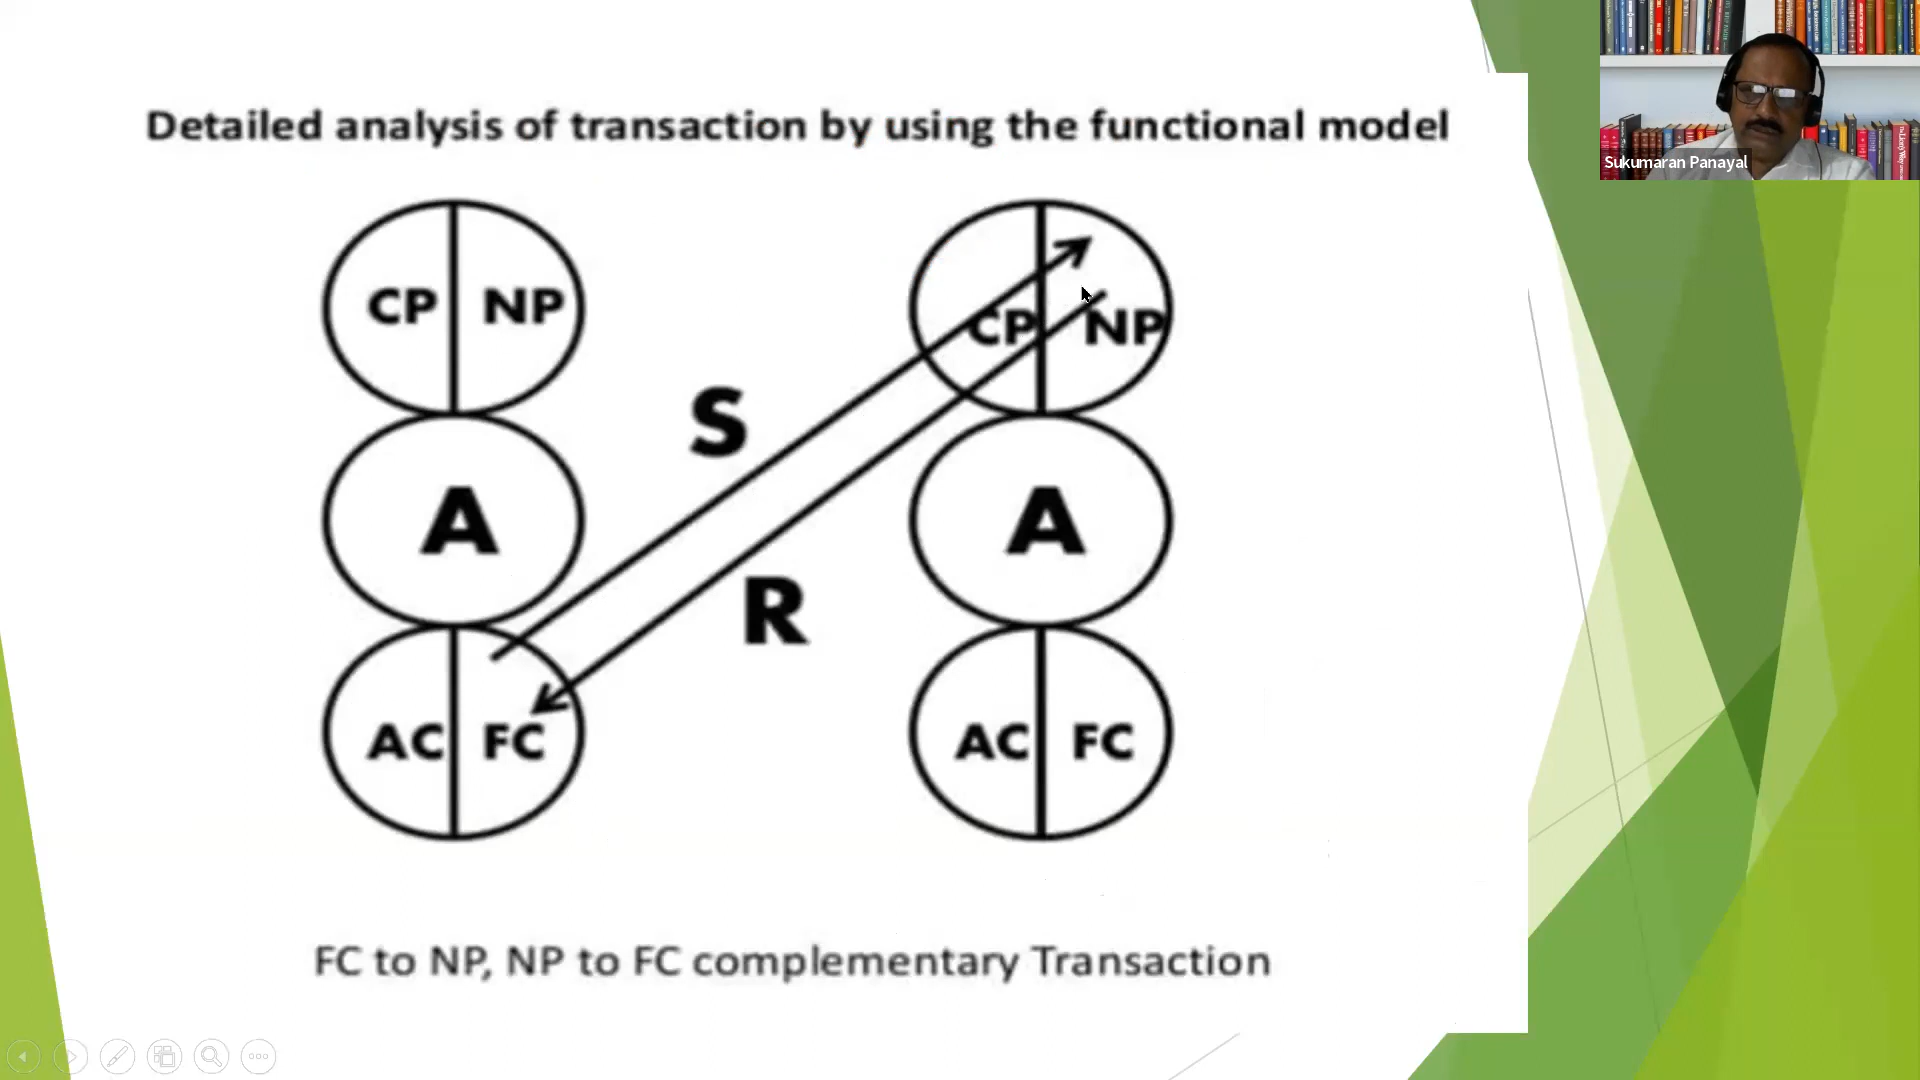 Detailed analysis of transaction by using the functional model
Sukumaran Panayal
CP NP
CP NP
S
A
A
R
AC FC
AC FC
FC to NP, NP to FC complementary Transaction